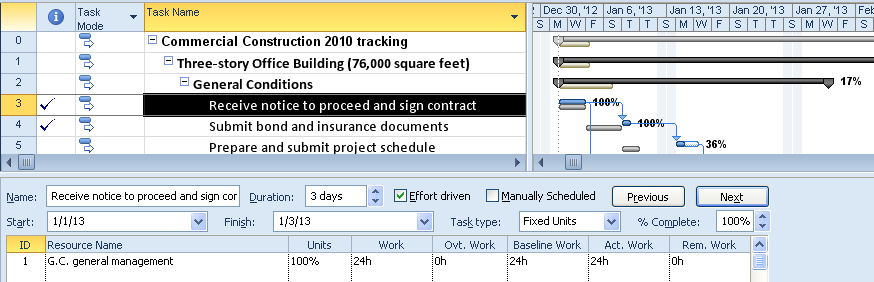 Task Mode Task Name Dec 30, '12 Jan 6, '13 Jan 13, '13 Jan 20, '13 Jan 27, '13 Feb
S W F M T S W F M T S W F
0 Commercial Construction 2010 tracking
1 Three-story Office Building (76,000 square feet)
2 General Conditions 17%
3 Receive notice to proceed and sign contract 100%
4 Submit bond and insurance documents 100%
5 Prepare and submit project schedule 36%
Name: Receive notice to proceed and sign cor Duration: 3 days Effort driven Manually Scheduled Previous Next
Start: 1/1/13 Finish: 1/3/13 Task type: Fixed Units % Complete: 100%
ID Resource Name Units Work Ovt. Work Baseline Work Act. Work Rem. Work
1 G.C. general management 100% 24h 0h 24h 24h 0h